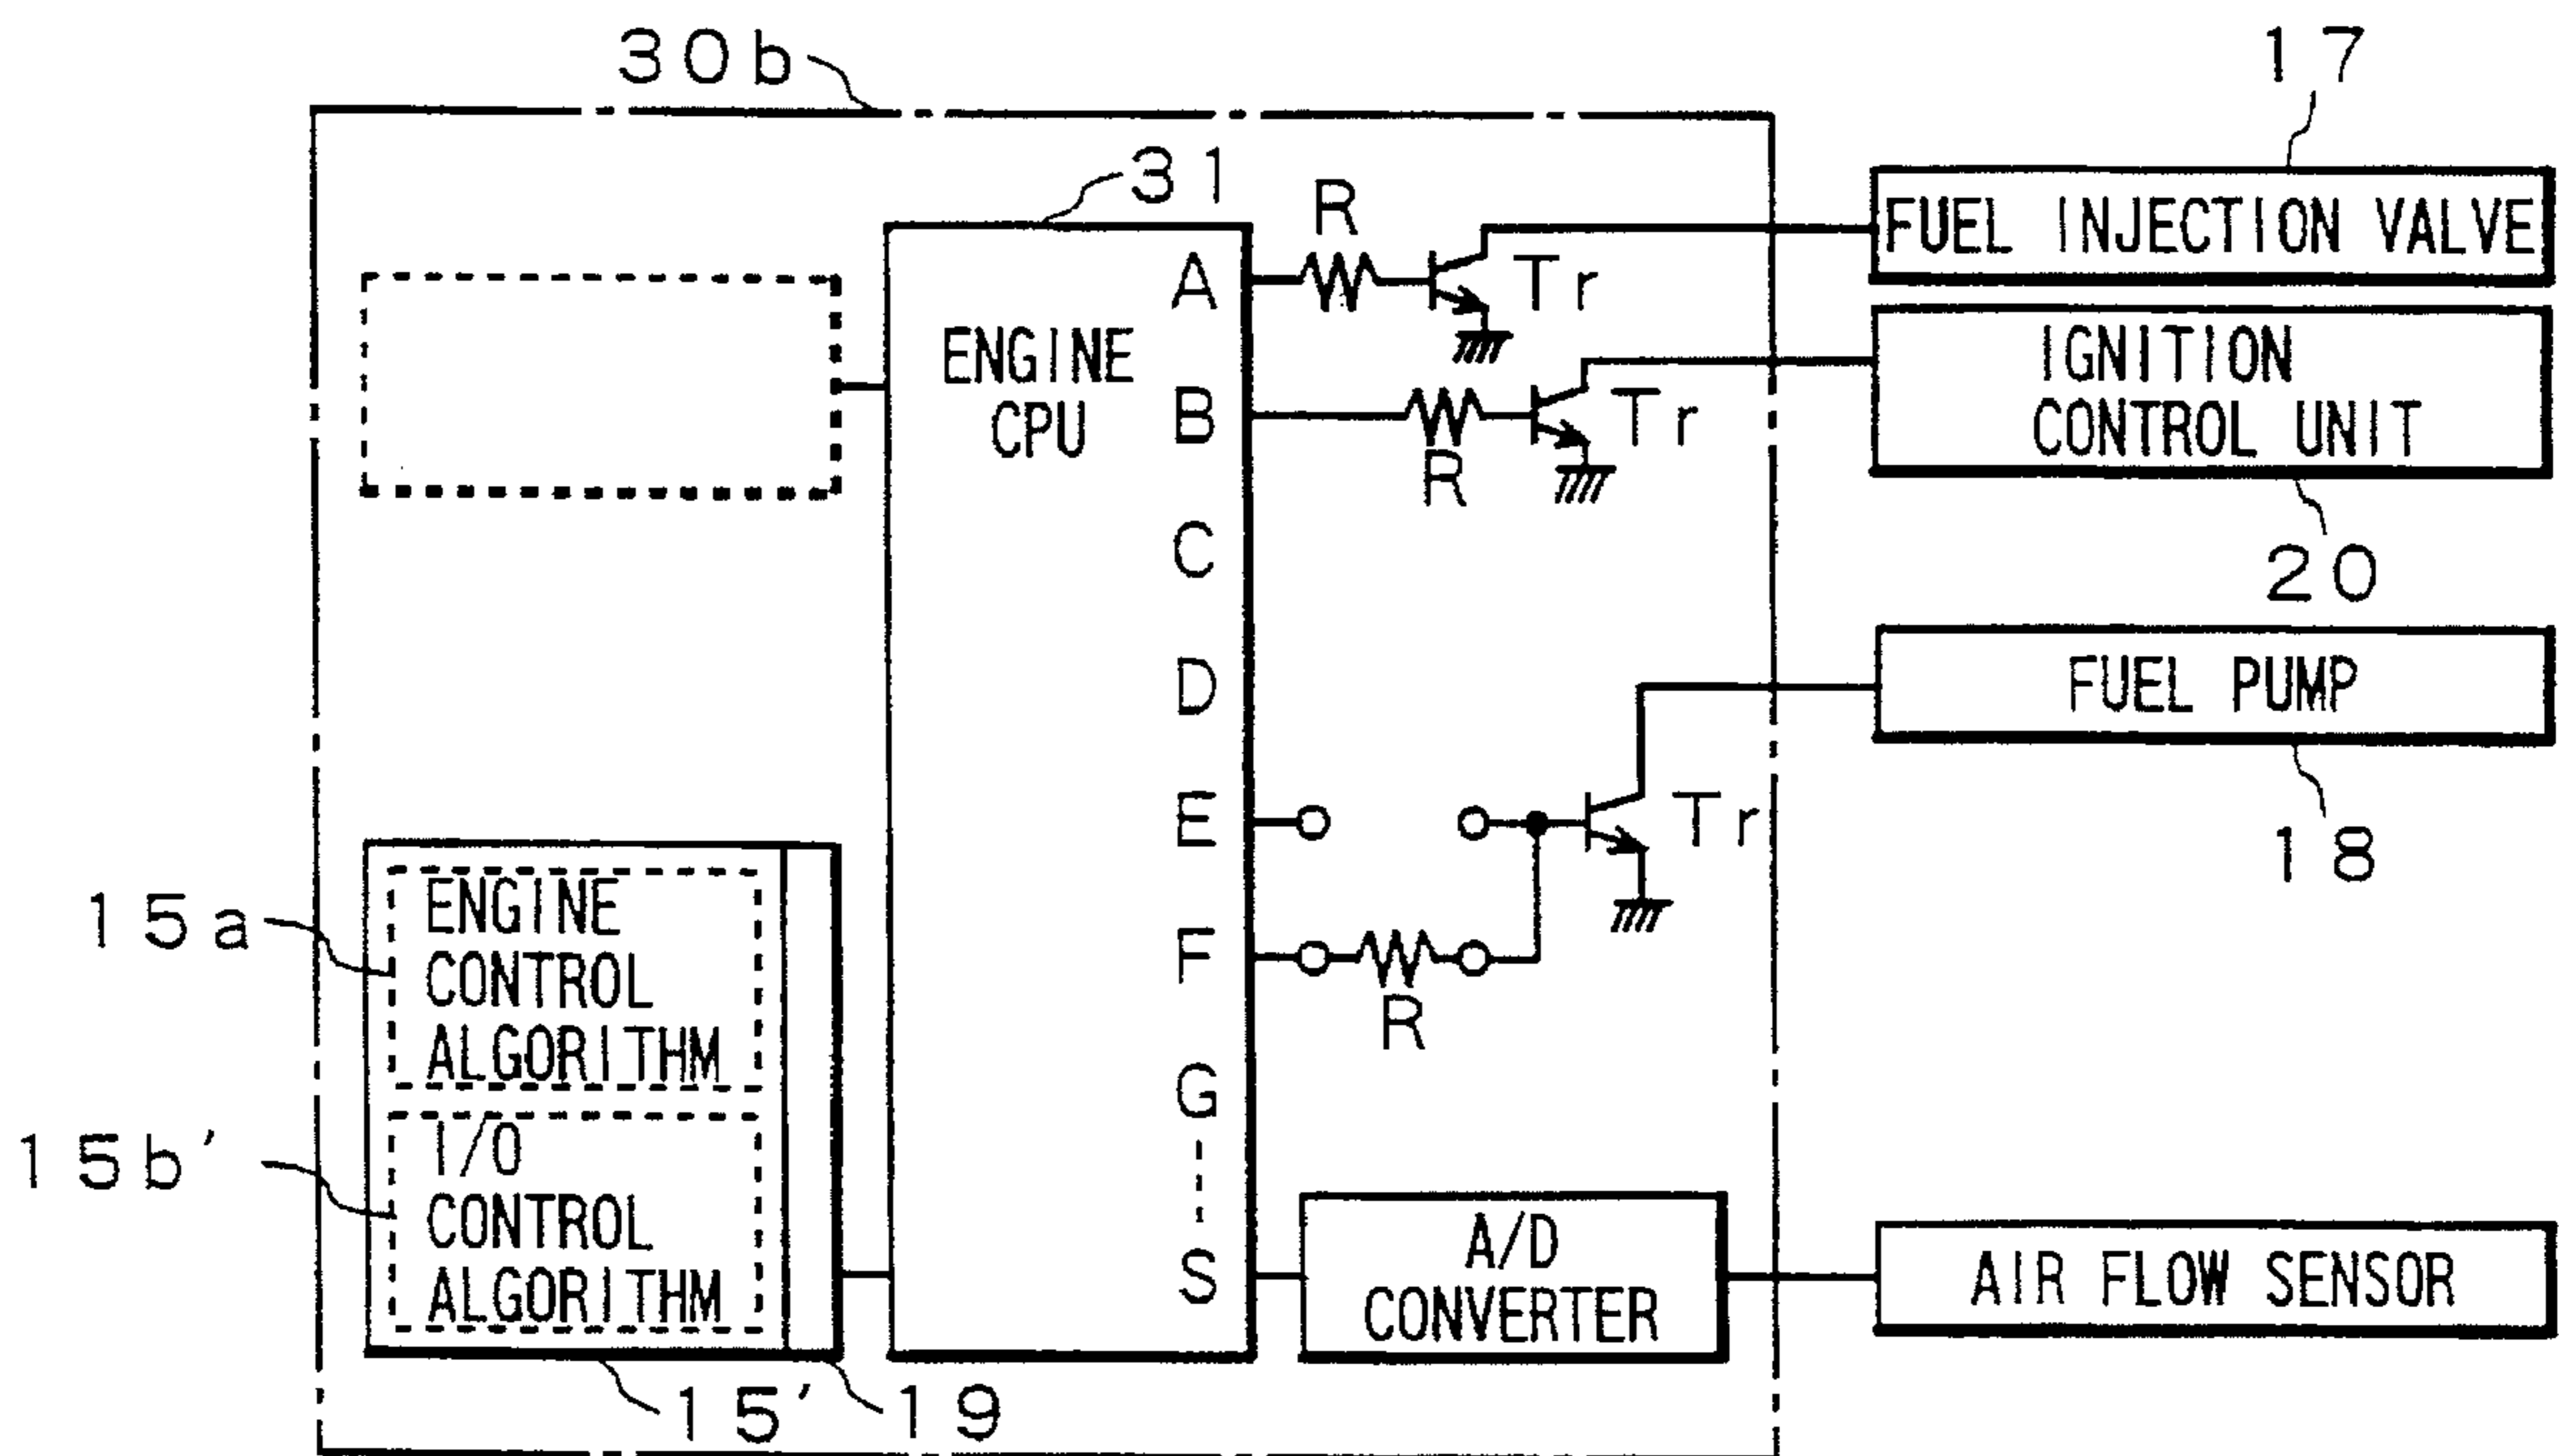 30b
17
31
R
FUEL INJECTION VALVE
A
Tr
ENGINE
CPU
IGNITION
CONTROL UNIT
B
Tr
R
C
20
D
FUEL PUMP
E
Tr
18
15a
ENGINE
CONTROL
ALGORITHM
F
R
G
15b'
I/O
CONTROL
ALGORITHM
S
A/D
CONVERTER
AIR FLOW SENSOR
15'
19